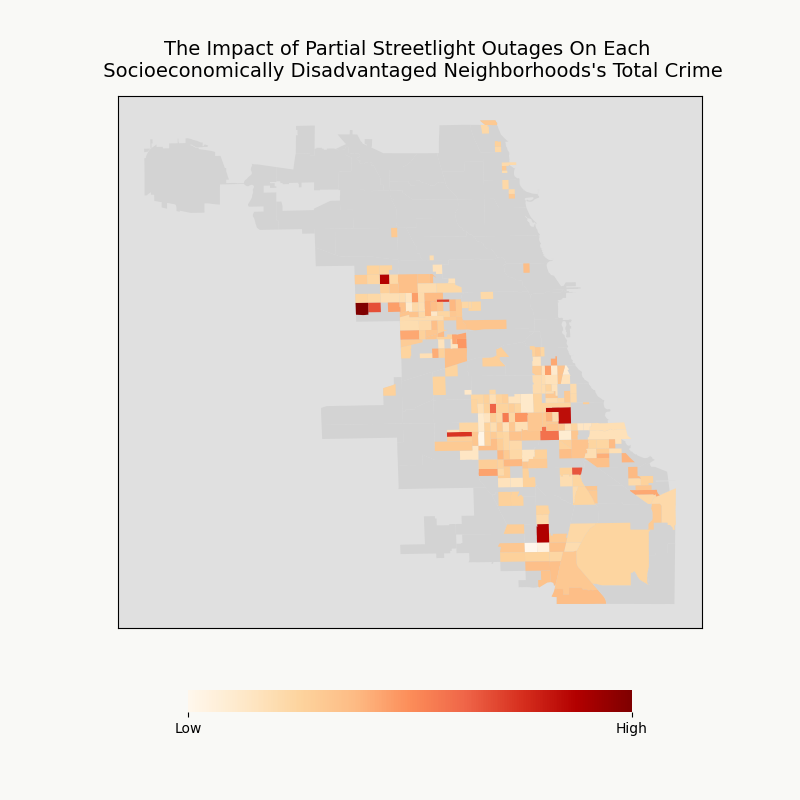 The Impact of Partial Streetlight Outages On Each
Socioeconomically Disadvantaged Neighborhoods's Total Crime
Low
High